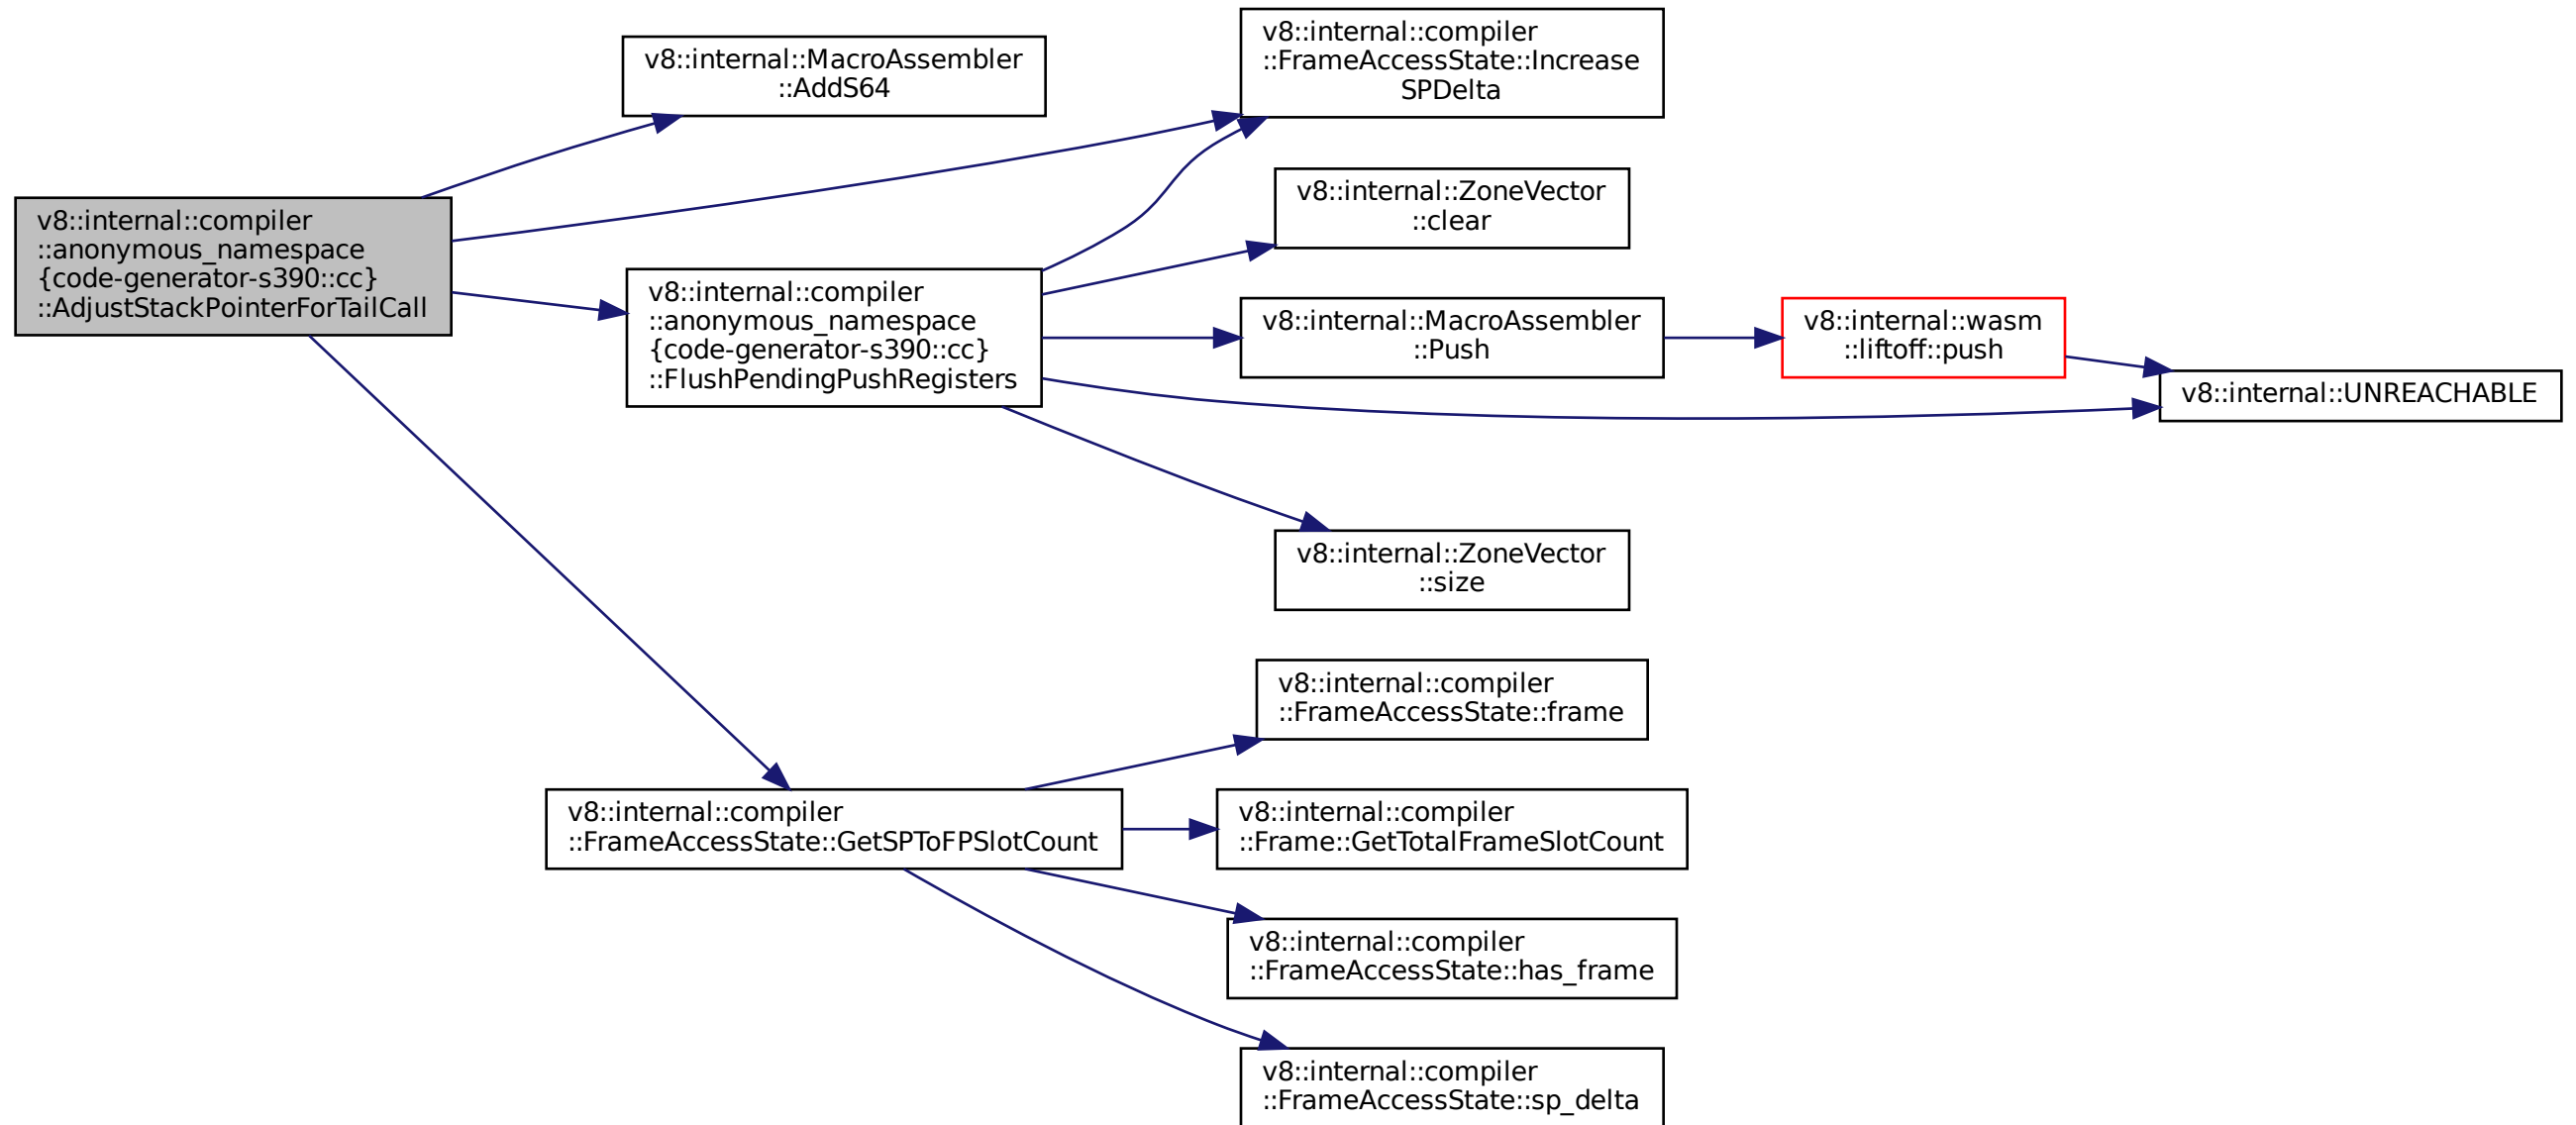 v8::internal::compiler
::anonymous_namespace
{code-generator-s390::cc}
::AdjustStackPointerForTailCall
v8::internal::MacroAssembler
::AddS64
v8::internal::compiler
::FrameAccessState::Increase
SPDelta
v8::internal::compiler
::anonymous_namespace
{code-generator-s390::cc}
::FlushPendingPushRegisters
v8::internal::ZoneVector
::clear
v8::internal::MacroAssembler
::Push
v8::internal::wasm
::liftoff::push
v8::internal::UNREACHABLE
v8::internal::ZoneVector
::size
v8::internal::compiler
::FrameAccessState::GetSPToFPSlotCount
v8::internal::compiler
::FrameAccessState::frame
v8::internal::compiler
::Frame::GetTotalFrameSlotCount
v8::internal::compiler
::FrameAccessState::has_frame
v8::internal::compiler
::FrameAccessState::sp_delta